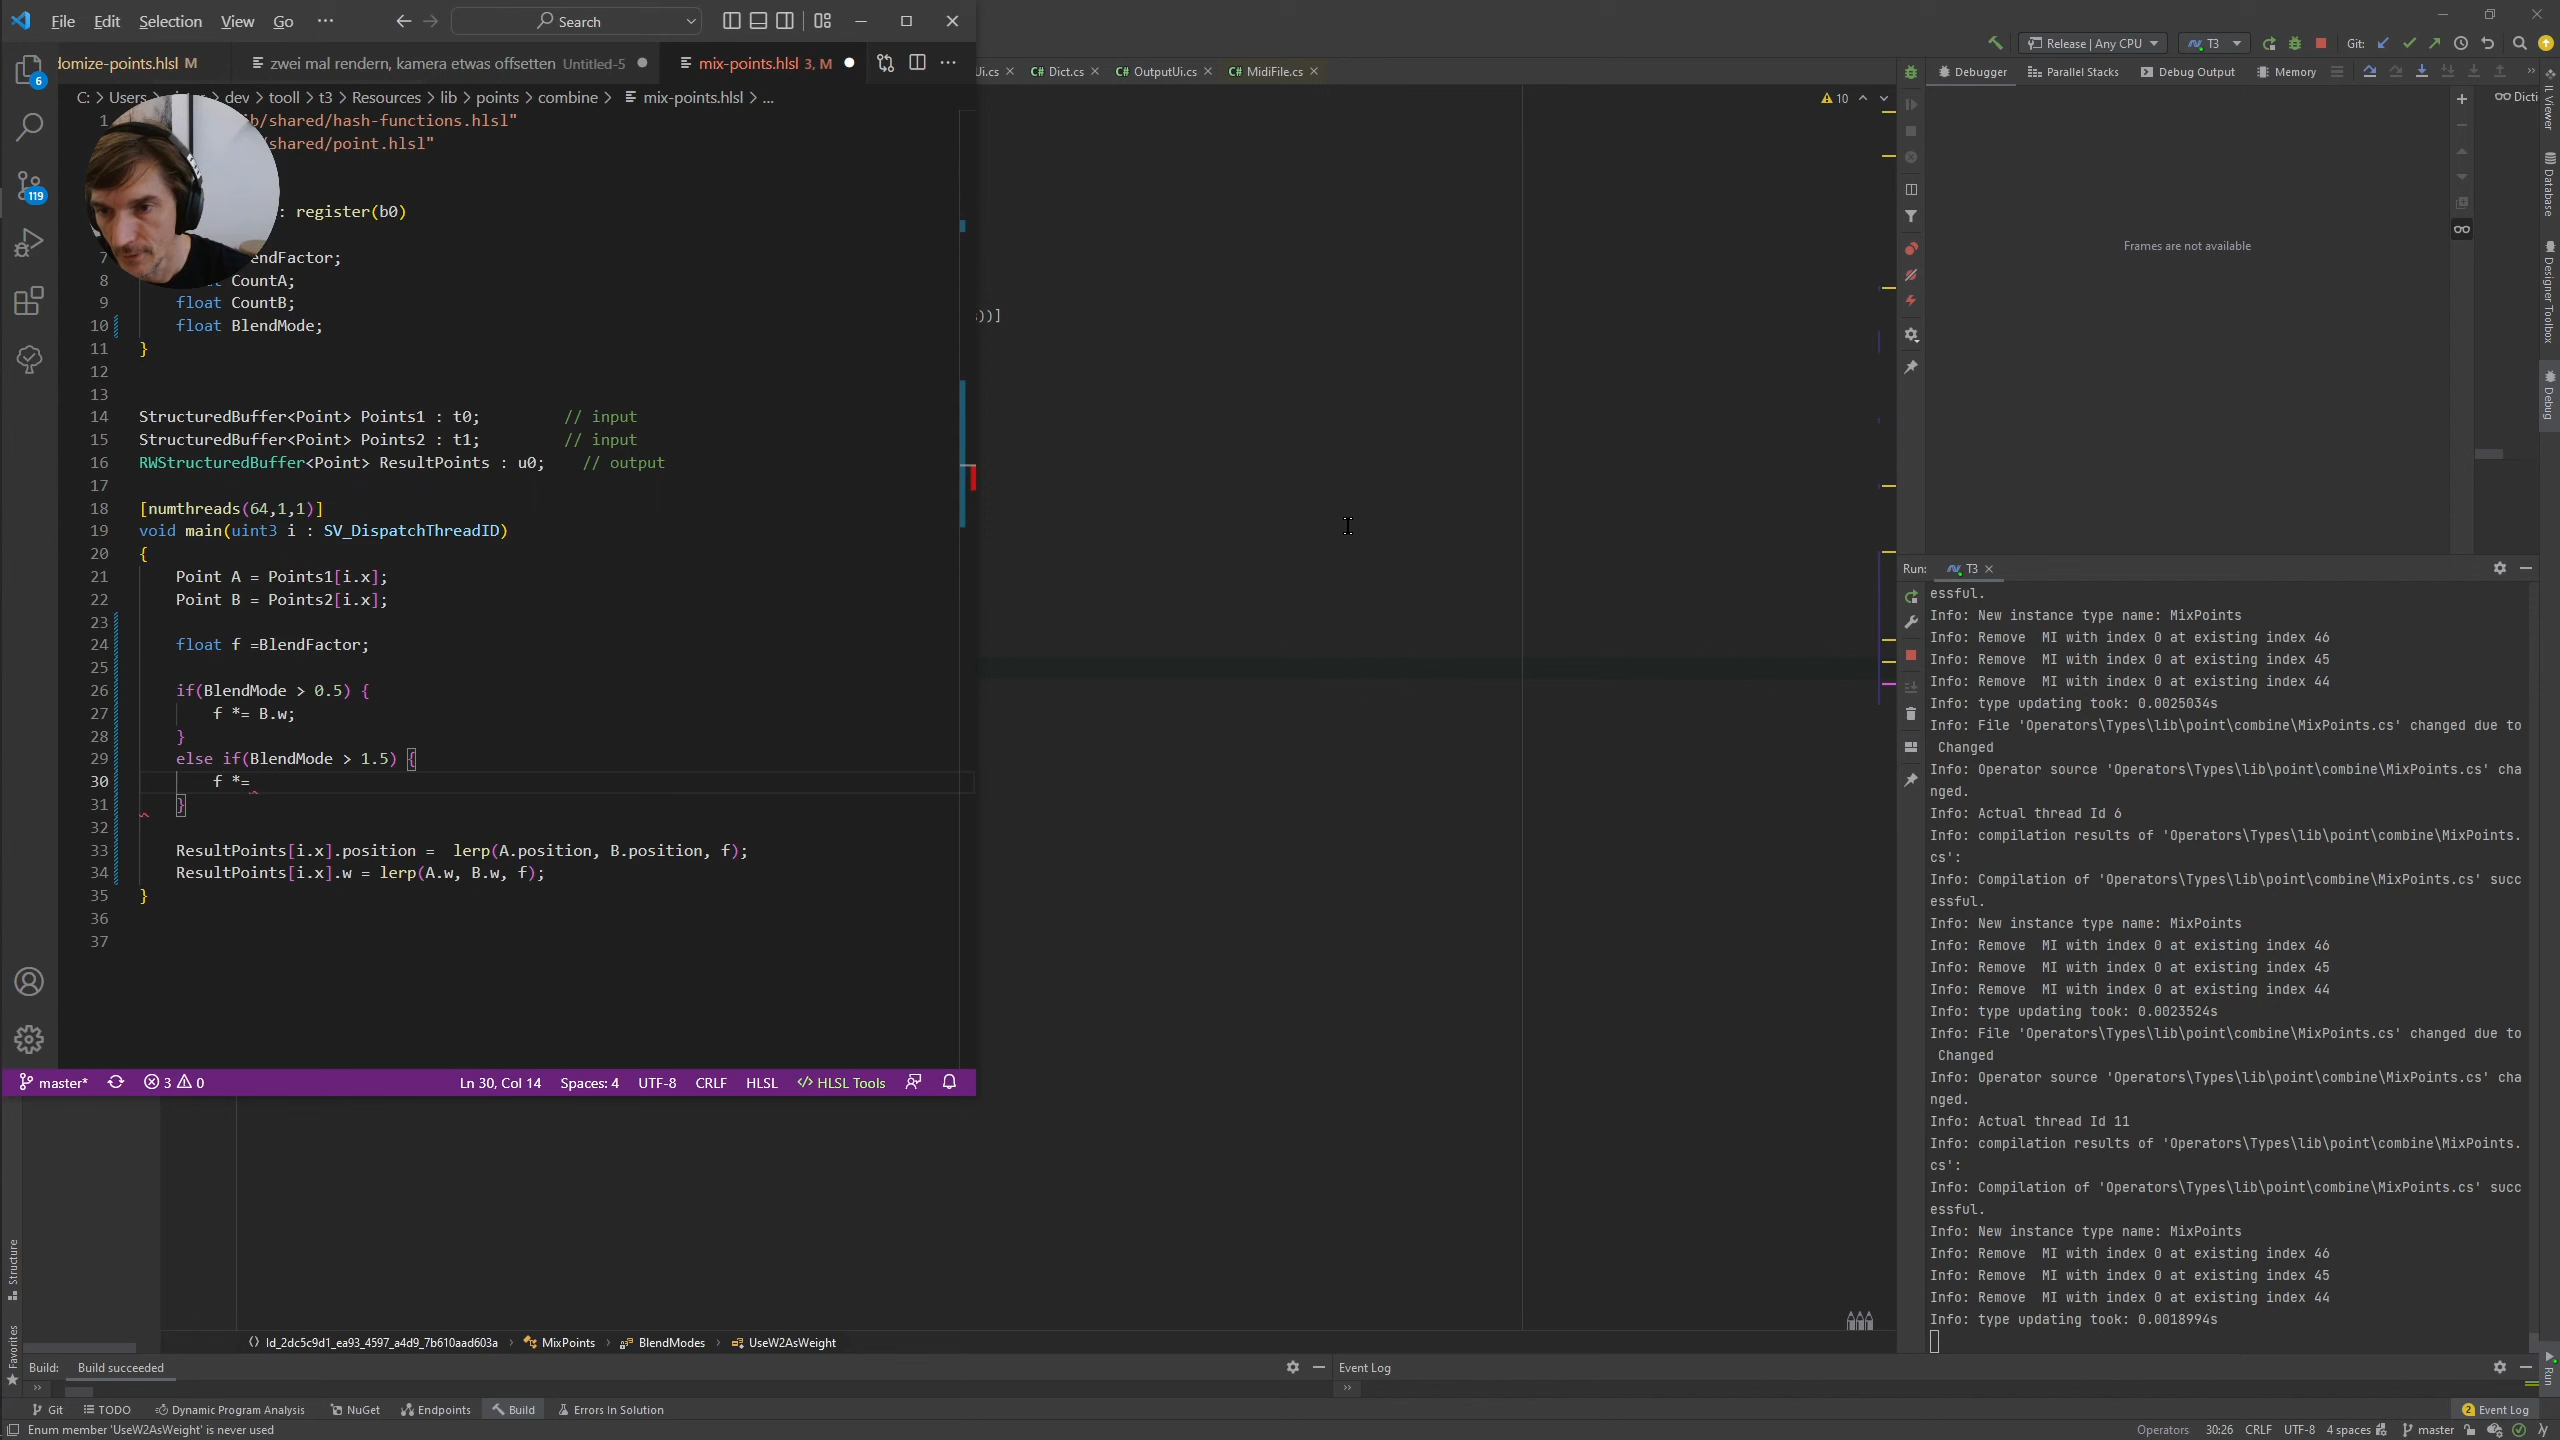 File Edit Selection View Go ···
Search
domize-points.hlsl M
zwei mal rendern, kamera etwas offsetten Untitled-5
mix-points.hlsl 3, M
C: > Users > dev > tooll > t3 > Resources > lib > points > combine > mix-points.hlsl > ...
1 ib/shared/hash-functions.hlsl"
/shared/point.hlsl"
: register(b0)
7 endFactor;
8 CountA;
9 float CountB;
10 float BlendMode;
11 }
12
13
14 StructuredBuffer<Point> Points1 : t0; // input
15 StructuredBuffer<Point> Points2 : t1; // input
16 RWStructuredBuffer<Point> ResultPoints : u0; // output
17
18 [numthreads(64,1,1)]
19 void main(uint3 i : SV_DispatchThreadID)
20 {
21 Point A = Points1[i.x];
22 Point B = Points2[i.x];
23
24 float f =BlendFactor;
25
26 if(BlendMode > 0.5) {
27 f *= B.w;
28 }
29 else if(BlendMode > 1.5) {
30 f *=
31 }
32
33 ResultPoints[i.x].position = lerp(A.position, B.position, f);
34 ResultPoints[i.x].w = lerp(A.w, B.w, f);
35 }
36
37
6
119
master* 3 0 Ln 30, Col 14 Spaces: 4 UTF-8 CRLF HLSL HLSL Tools
Release | Any CPU T3 Git:
Ui.cs Dict.cs OutputUi.cs MidiFile.cs
10
))]
Debugger Parallel Stacks Debug Output Memory
Dicti
Frames are not available
IL Viewer
Database
Designer Toolbox
Debug
Run: T3
essful.
Info: New instance type name: MixPoints
Info: Remove MI with index 0 at existing index 46
Info: Remove MI with index 0 at existing index 45
Info: Remove MI with index 0 at existing index 44
Info: type updating took: 0.0025034s
Info: File 'Operators\Types\lib\point\combine\MixPoints.cs' changed due to
Changed
Info: Operator source 'Operators\Types\lib\point\combine\MixPoints.cs' cha
nged.
Info: Actual thread Id 6
Info: compilation results of 'Operators\Types\lib\point\combine\MixPoints.
cs':
Info: Compilation of 'Operators\Types\lib\point\combine\MixPoints.cs' succ
essful.
Info: New instance type name: MixPoints
Info: Remove MI with index 0 at existing index 46
Info: Remove MI with index 0 at existing index 45
Info: Remove MI with index 0 at existing index 44
Info: type updating took: 0.0023524s
Info: File 'Operators\Types\lib\point\combine\MixPoints.cs' changed due to
Changed
Info: Operator source 'Operators\Types\lib\point\combine\MixPoints.cs' cha
nged.
Info: Actual thread Id 11
Info: compilation results of 'Operators\Types\lib\point\combine\MixPoints.
cs':
Info: Compilation of 'Operators\Types\lib\point\combine\MixPoints.cs' succ
essful.
Info: New instance type name: MixPoints
Info: Remove MI with index 0 at existing index 46
Info: Remove MI with index 0 at existing index 45
Info: Remove MI with index 0 at existing index 44
Info: type updating took: 0.0018994s
Run
Structure
Favorites
Id_2dc5c9d1_ea93_4597_a4d9_7b610aad603a > MixPoints > BlendModes > UseW2AsWeight
Build: Build succeeded
Event Log
Git TODO Dynamic Program Analysis NuGet Endpoints Build Errors In Solution
2 Event Log
Enum member 'UseW2AsWeight' is never used
Operators 30:26 CRLF UTF-8 4 spaces master